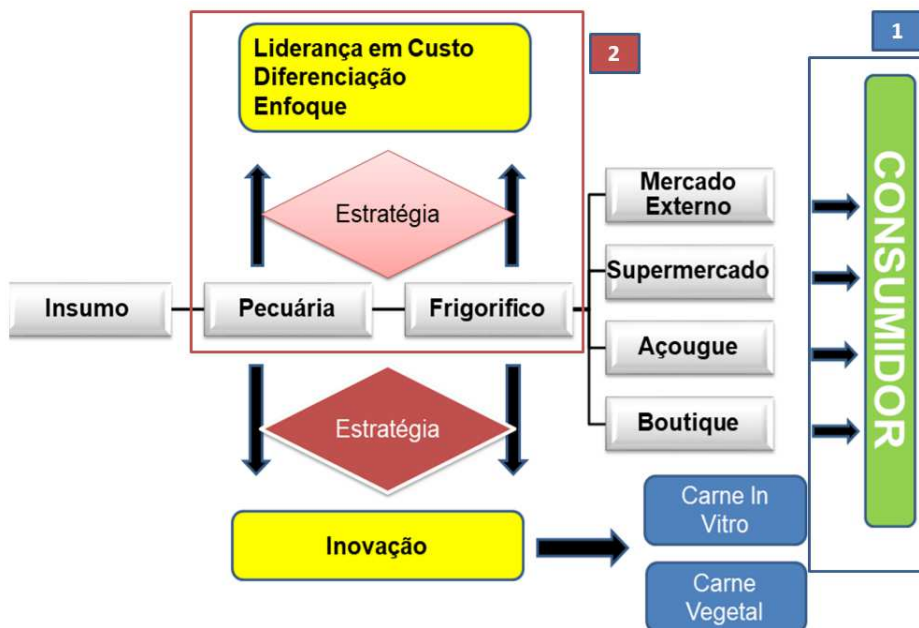 1
2
Liderança em Custo
Diferenciação
Enfoque
Estratégia
Mercado
Externo
Supermercado
Insumo
Pecuária
Frigorifico
Açougue
Boutique
Estratégia
Inovação
Carne In
Vitro
Carne
Vegetal
CONSUMIDOR